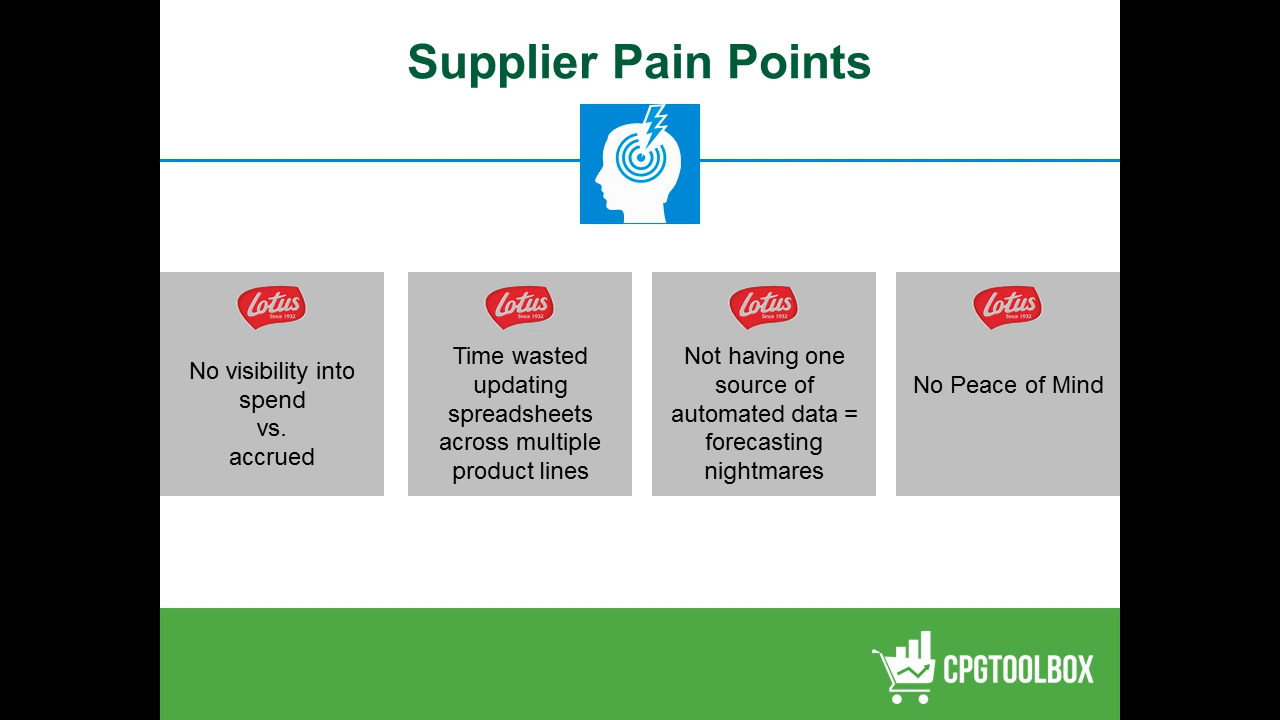 Supplier Pain Points
Lotus
Since 1932
No visibility into
spend
vs.
accrued
Lotus
Since 1932
Time wasted
updating
spreadsheets
across multiple
product lines
Lotus
Since 1932
Not having one
source of
automated data =
forecasting
nightmares
Lotus
Since 1932
No Peace of Mind
CPGTOOLBOX